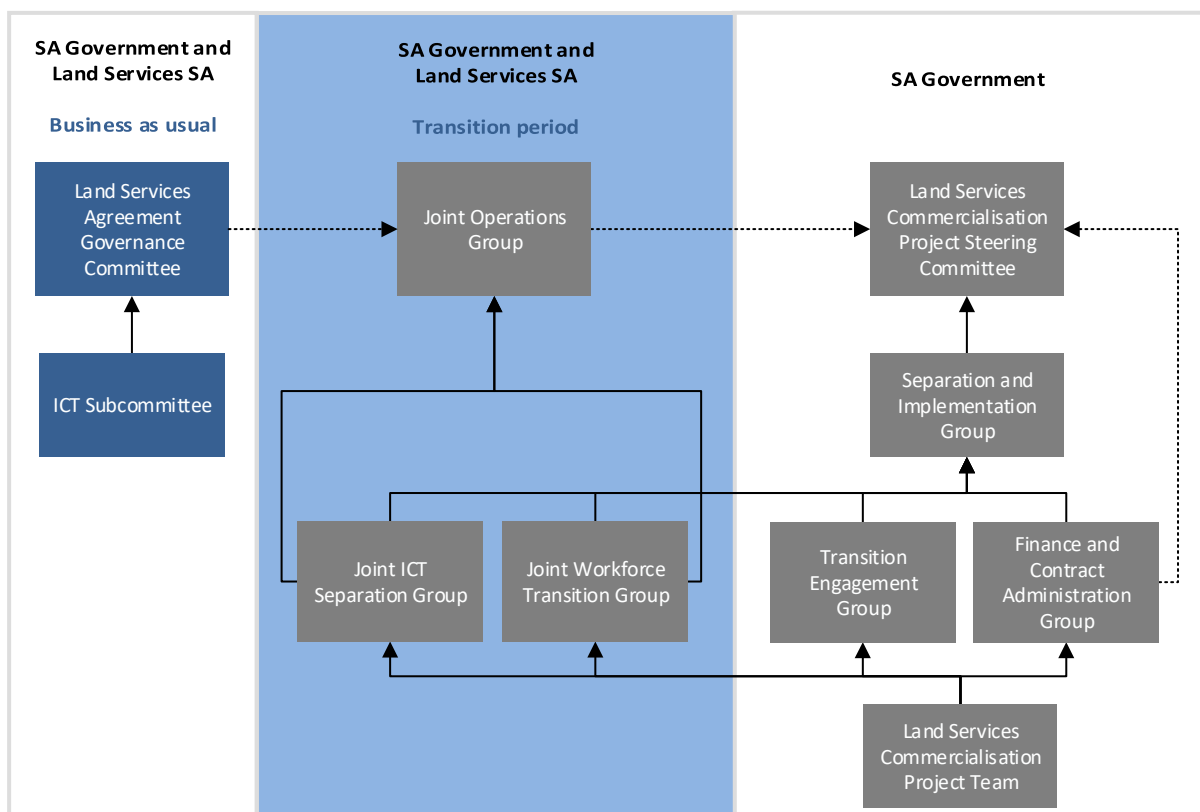 SA Government and
Land Services SA
Business as usual
SA Government and
Land Services SA
Transition period
SA Government
Land Services
Agreement
Governance
Committee
Joint Operations
Group
Land Services
Commercialisation
Project Steering
Committee
ICT Subcommittee
Separation and
Implementation
Group
Joint ICT
Separation Group
Joint Workforce
Transition Group
Transition
Engagement
Group
Finance and
Contract
Administration
Group
Land Services
Commercialisation
Project Team